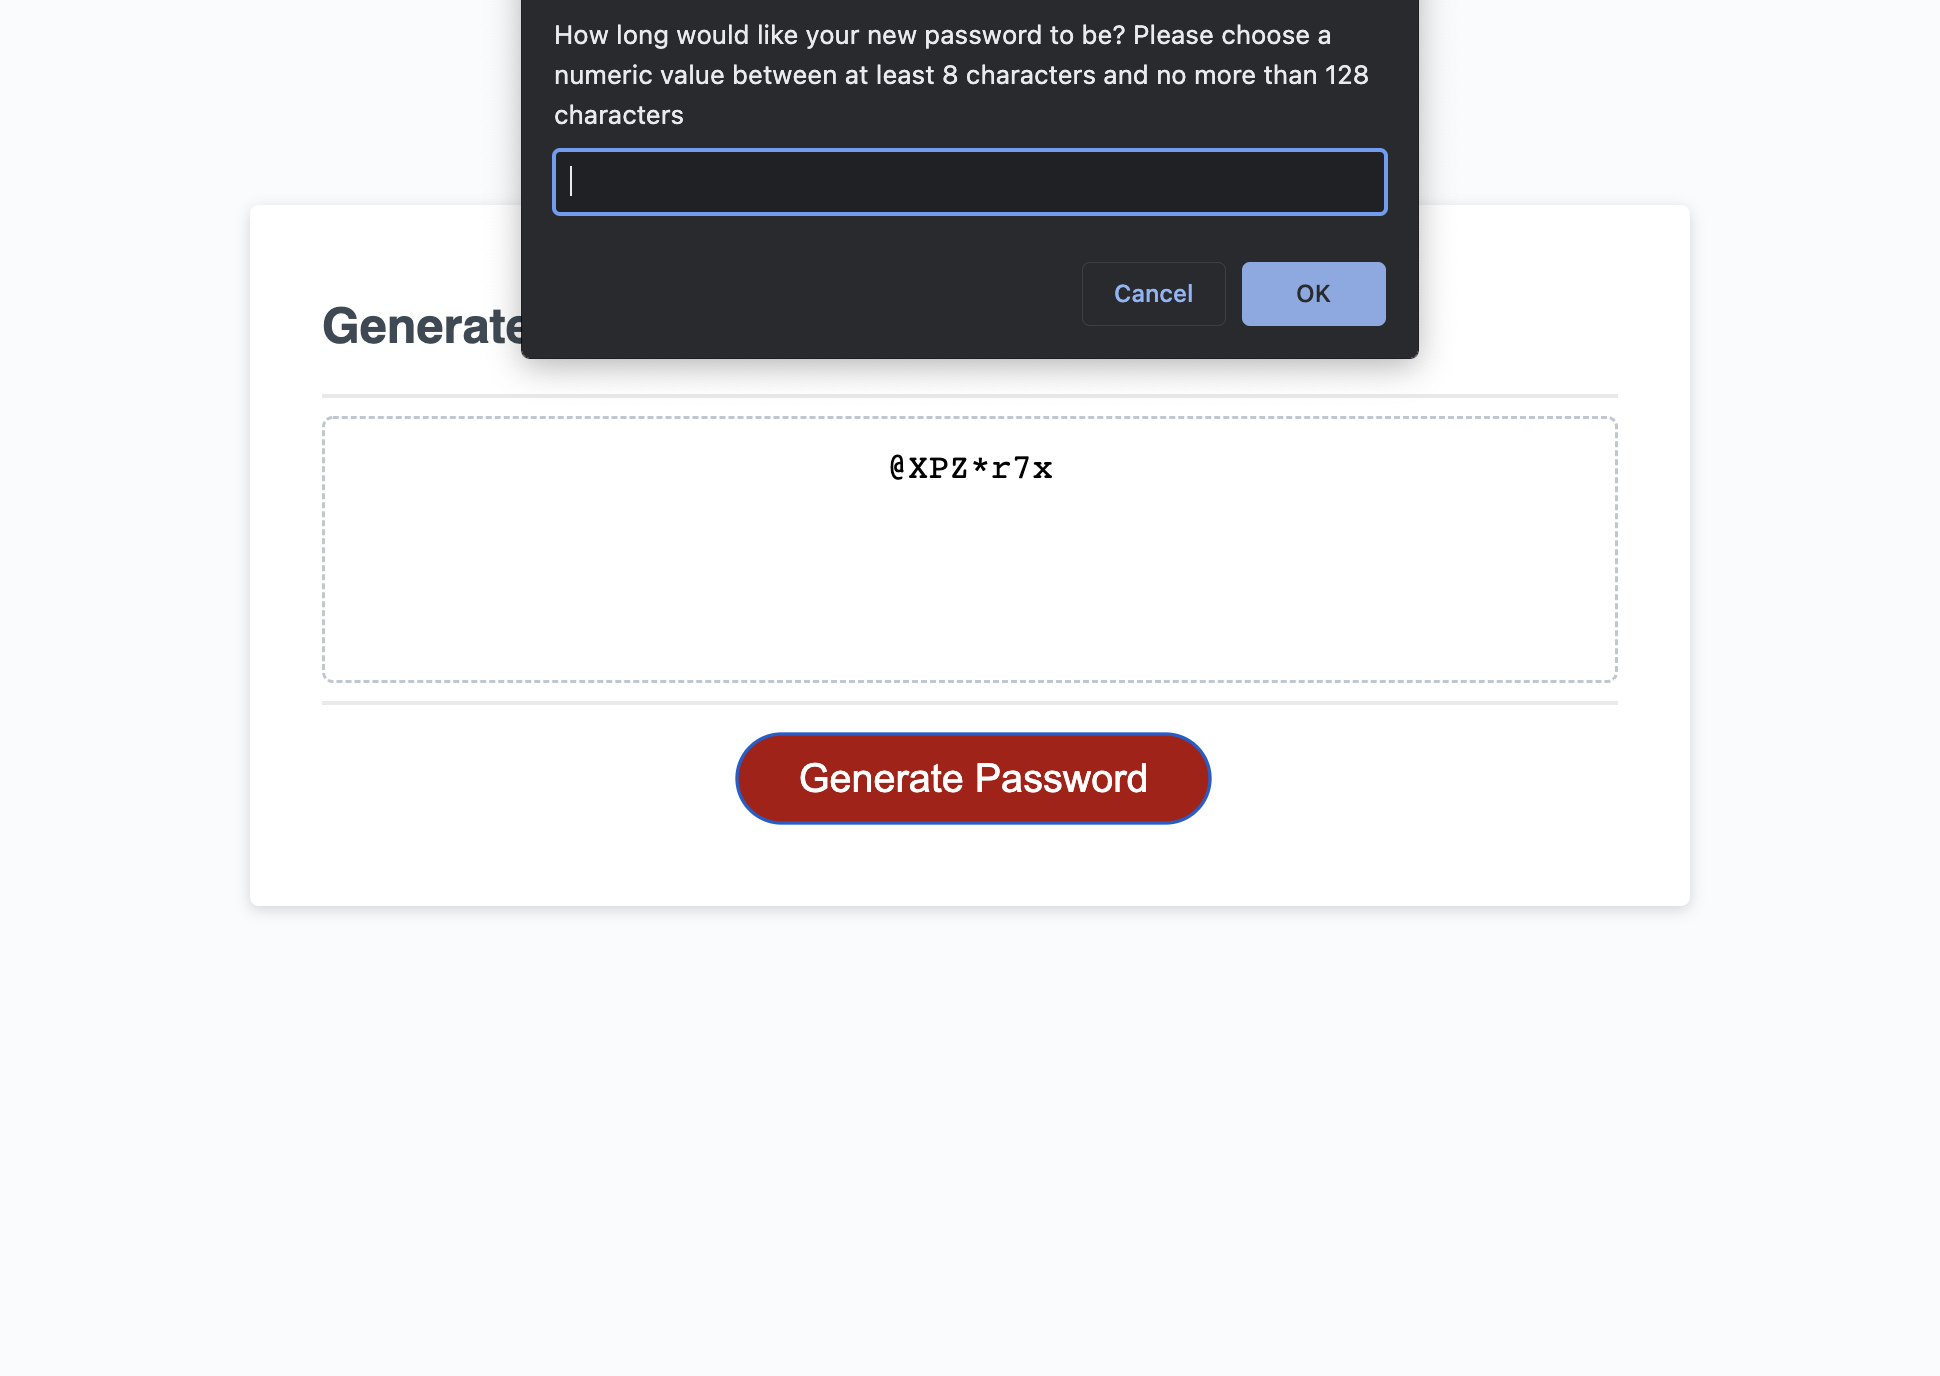 How long would like your new password to be? Please choose a
numeric value between at least 8 characters and no more than 128
characters
Cancel
OK
Generate
@XPZ*r7x
Generate Password